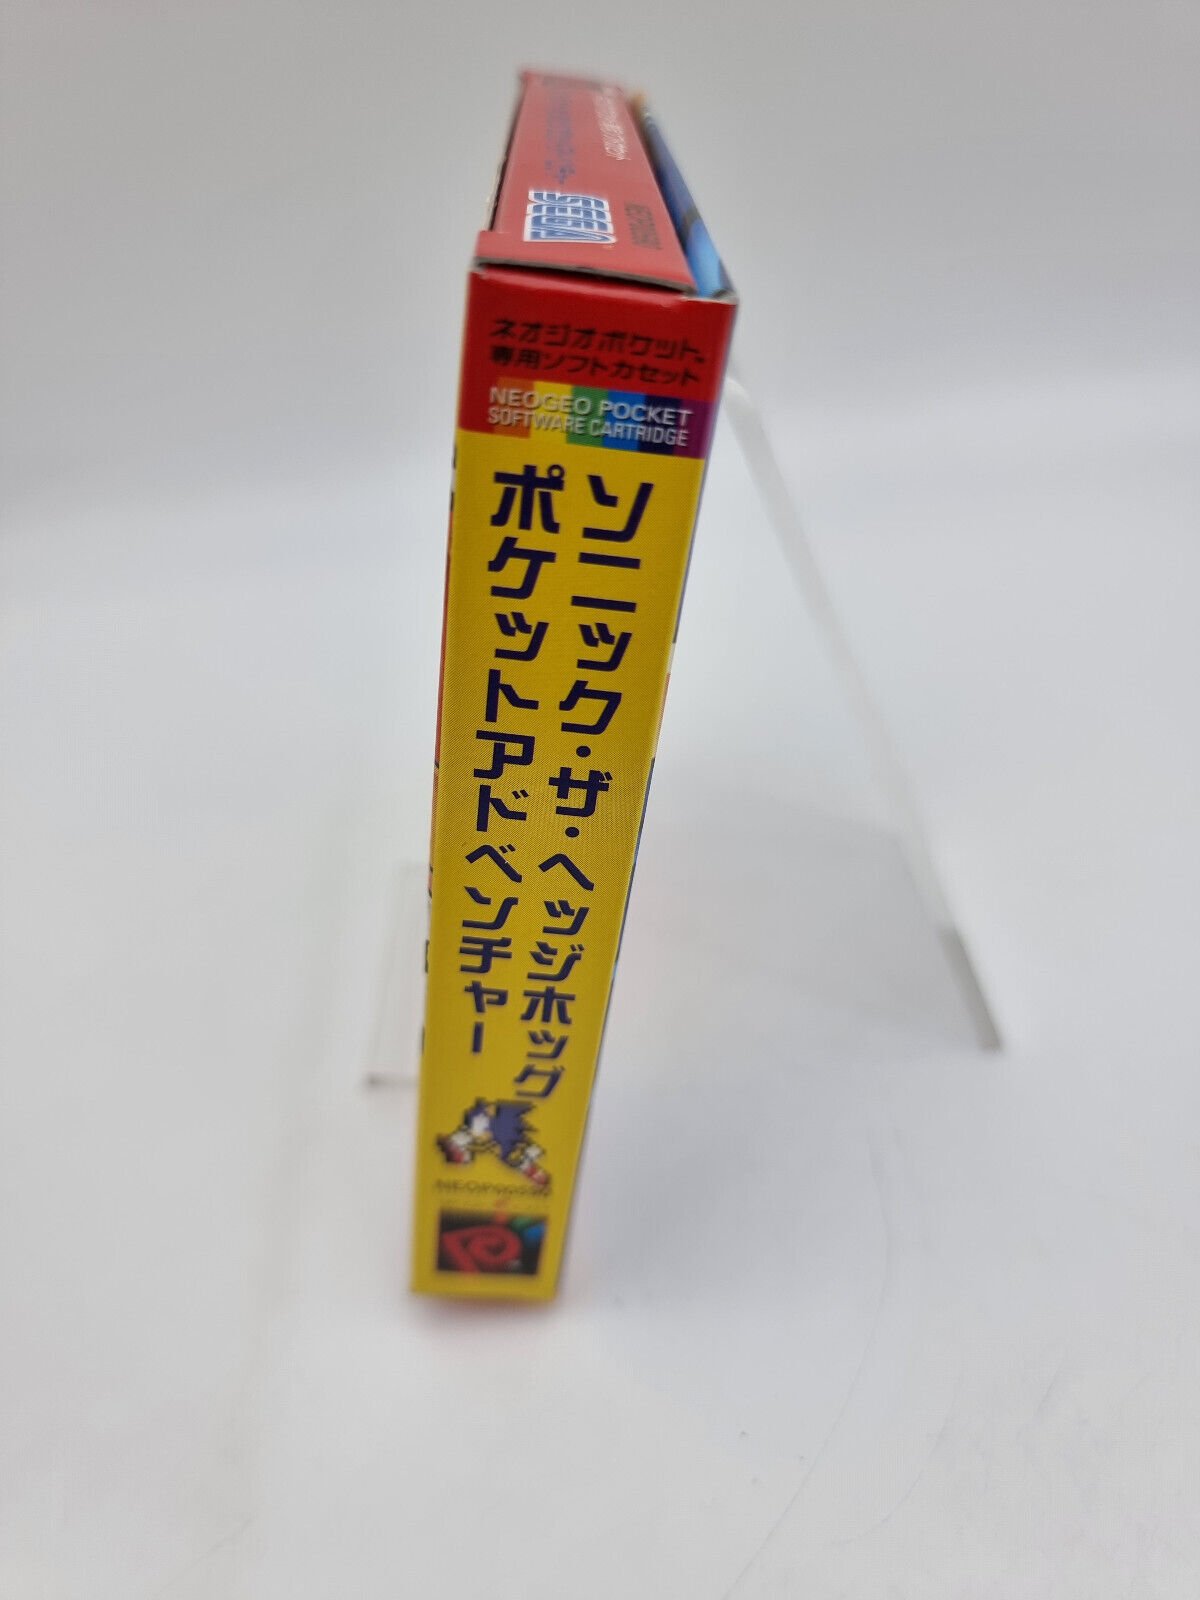 SEGA
NEOP00590
ネオジオポケット
専用ソフトカセット
NEOGEO POCKET
SOFTWARE CARTRIDGE
ソニック・ザ・ヘッジホッグ
ポケットアドベンチャー
NEOP00590